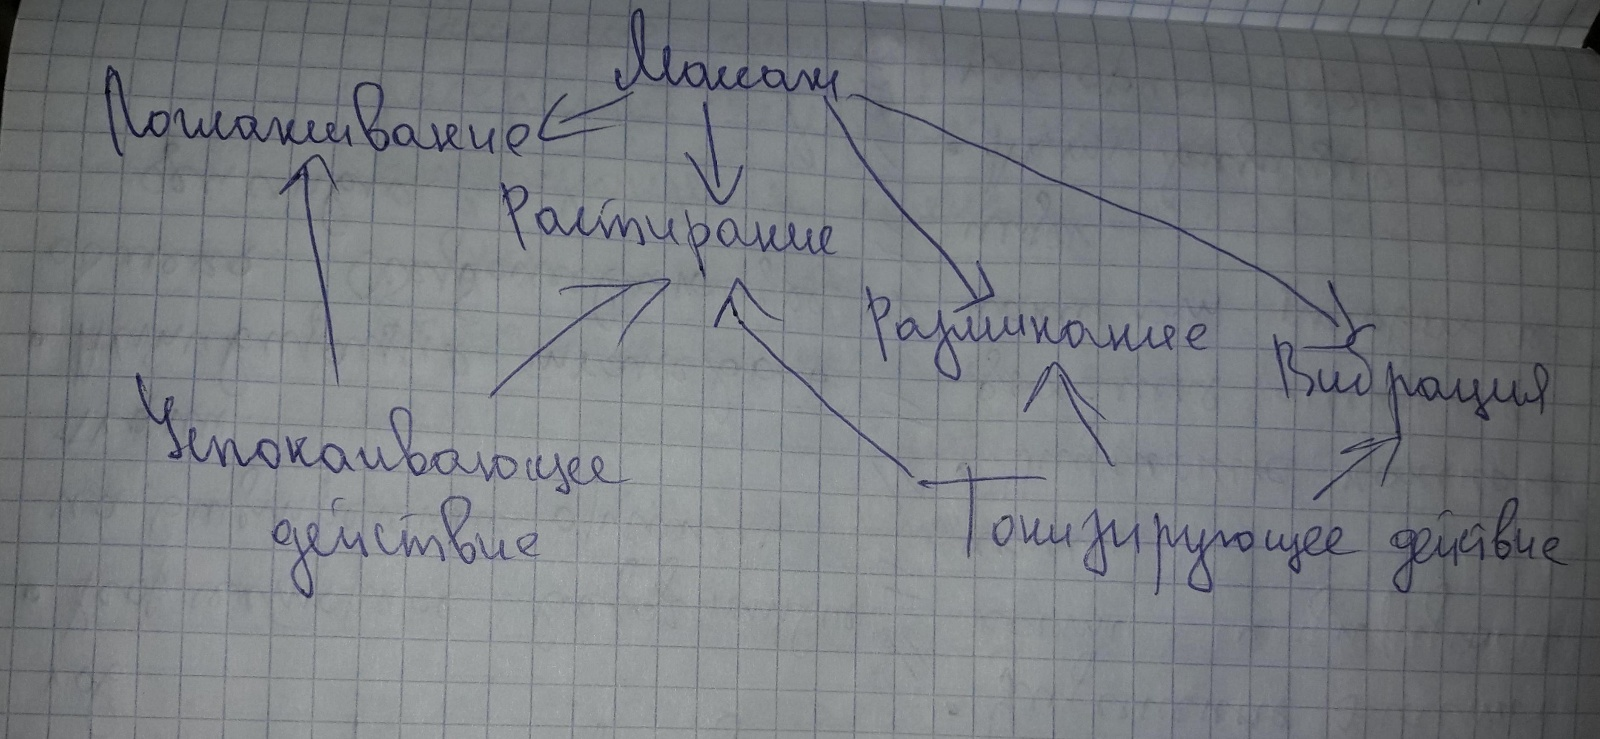 Массаж
Поглаживание
Растирание
Разминание
Вибрация
Успокаивающее
действие
Тонизирующее действие